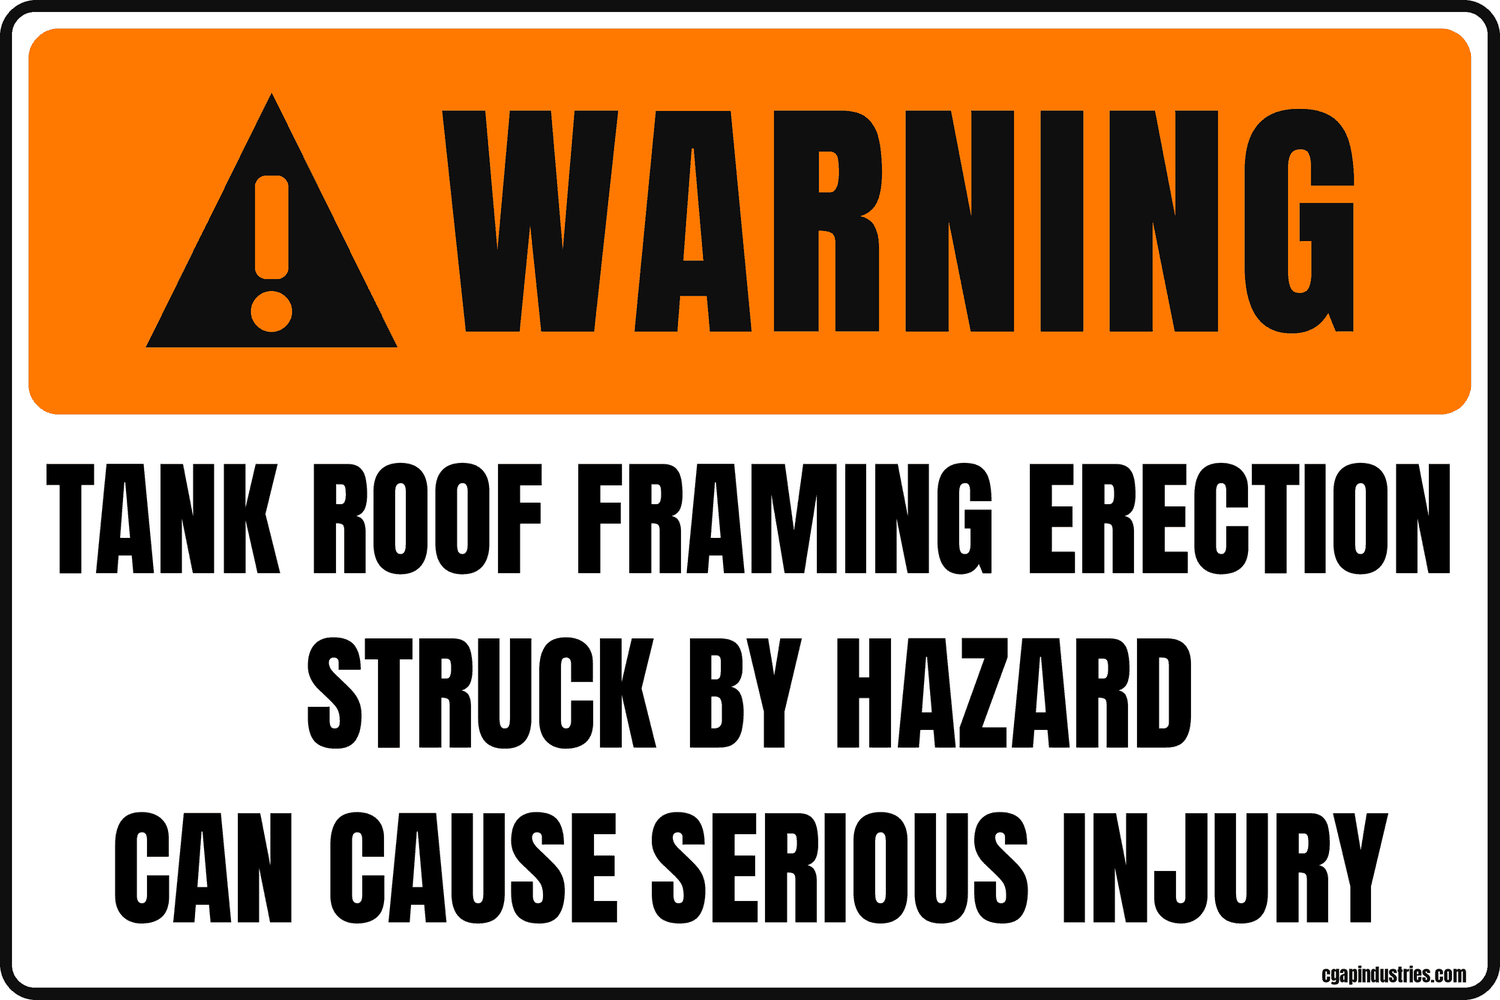 WARNING
TANK ROOF FRAMING ERECTION
STRUCK BY HAZARD
CAN CAUSE SERIOUS INJURY
cgapindustries.com